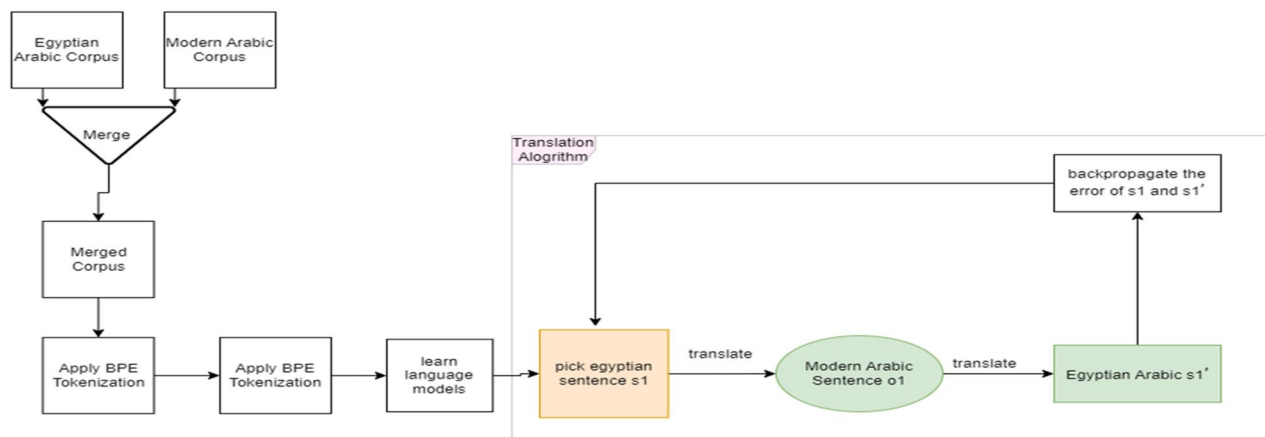 Egyptian
Arabic Corpus
Modern Arabic
Corpus
Merge
Merged
Corpus
Apply BPE
Tokenization
Apply BPE
Tokenization
learn
language
models
Translation
Alogrithm
pick egyptian
sentence s1
translate
Modern Arabic
Sentence o1
translate
Egyptian Arabic s1′
backpropagate the
error of s1 and s1′